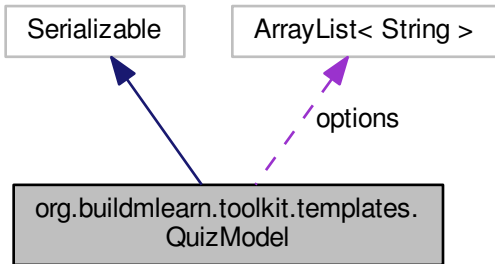 Serializable
ArrayList< String >
options
org.buildmlearn.toolkit.templates.
QuizModel